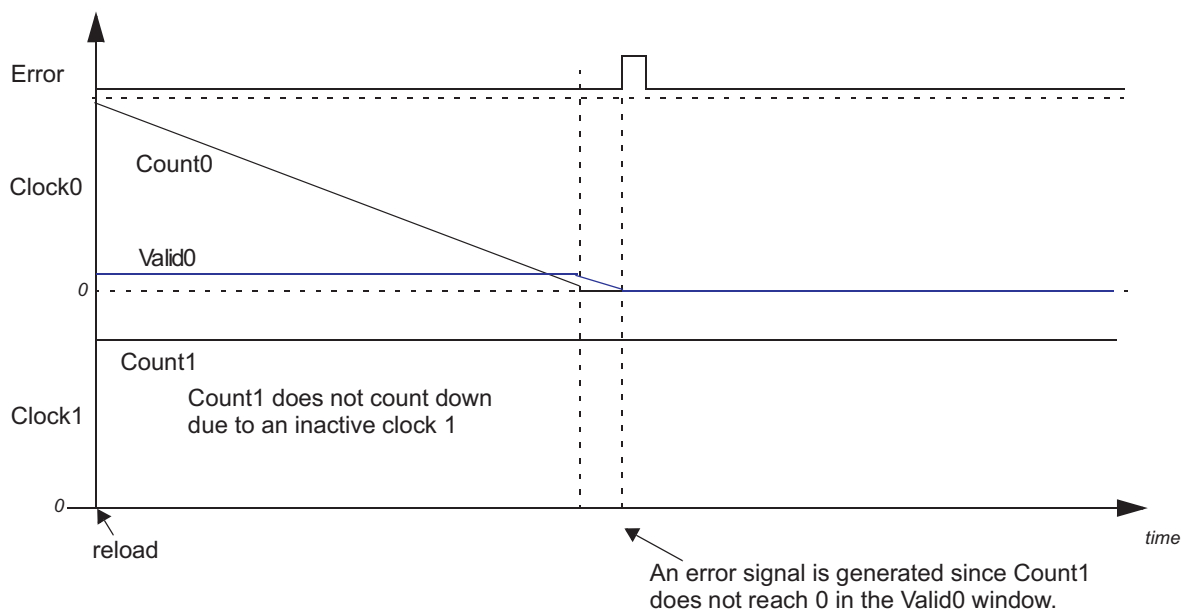 Error
Count0
Clock0
Valid0
0
Count1
Count1 does not count down
due to an inactive clock 1
Clock1
0
reload
time
An error signal is generated since Count1
does not reach 0 in the Valid0 window.